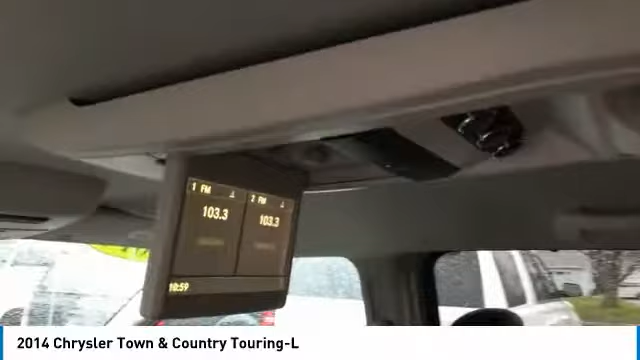 1 FM
2 FM
103.3
103.3
10:59
2014 Chrysler Town & Country Touring-L